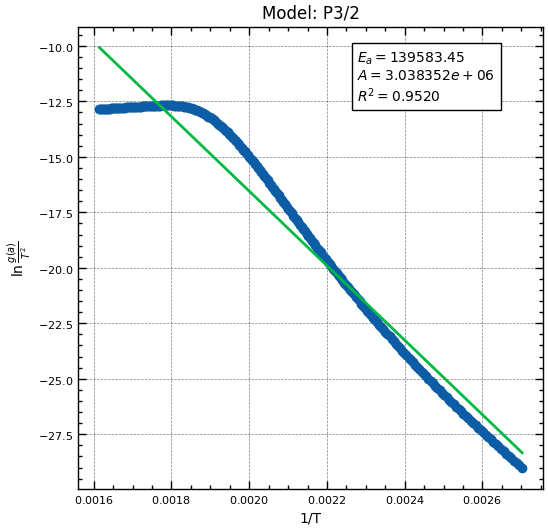 Model: P3/2
−10.0
−12.5
−15.0
−17.5
−20.0
−22.5
−25.0
−27.5
ln g(a)/T²
E_a = 139583.45
A = 3.038352e + 06
R² = 0.9520
0.0016 0.0018 0.0020 0.0022 0.0024 0.0026
1/T